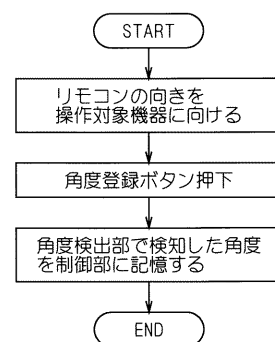 START
リモコンの向きを
操作対象機器に向ける
角度登録ボタン押下
角度検出部で検知した角度
を制御部に記憶する
END